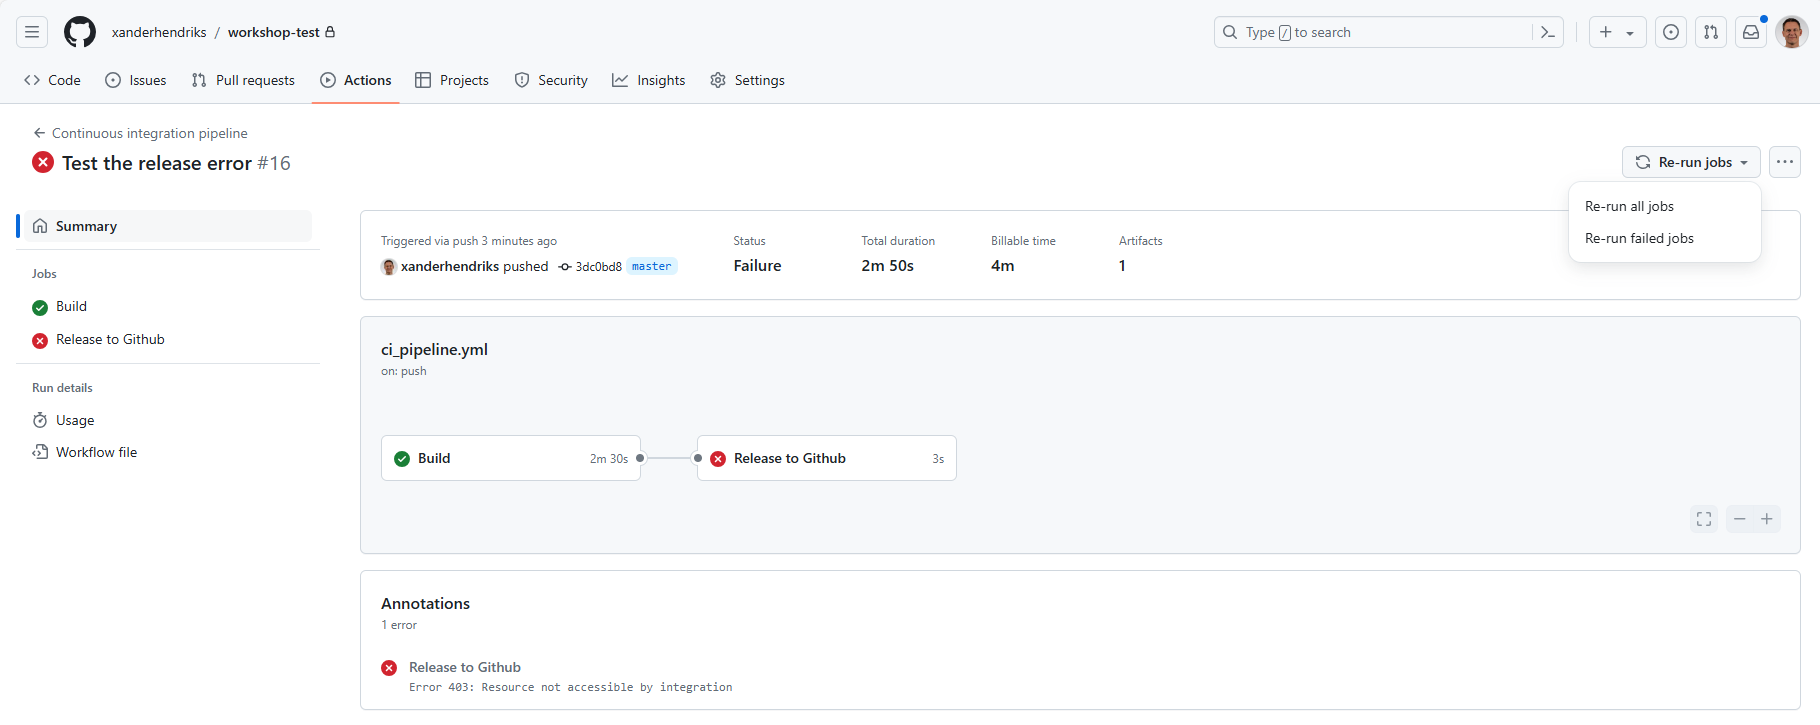 xanderhendriks / workshop-test
Type / to search
Code
Issues
Pull requests
Actions
Projects
Security
Insights
Settings
Continuous integration pipeline
Test the release error #16
Re-run jobs
Re-run all jobs
Re-run failed jobs
Summary
Jobs
Build
Release to Github
Run details
Usage
Workflow file
Triggered via push 3 minutes ago
xanderhendriks pushed 3dc0bd8 master
Status
Failure
Total duration
2m 50s
Billable time
4m
Artifacts
1
ci_pipeline.yml
on: push
Build 2m 30s
Release to Github 3s
Annotations
1 error
Release to Github
Error 403: Resource not accessible by integration